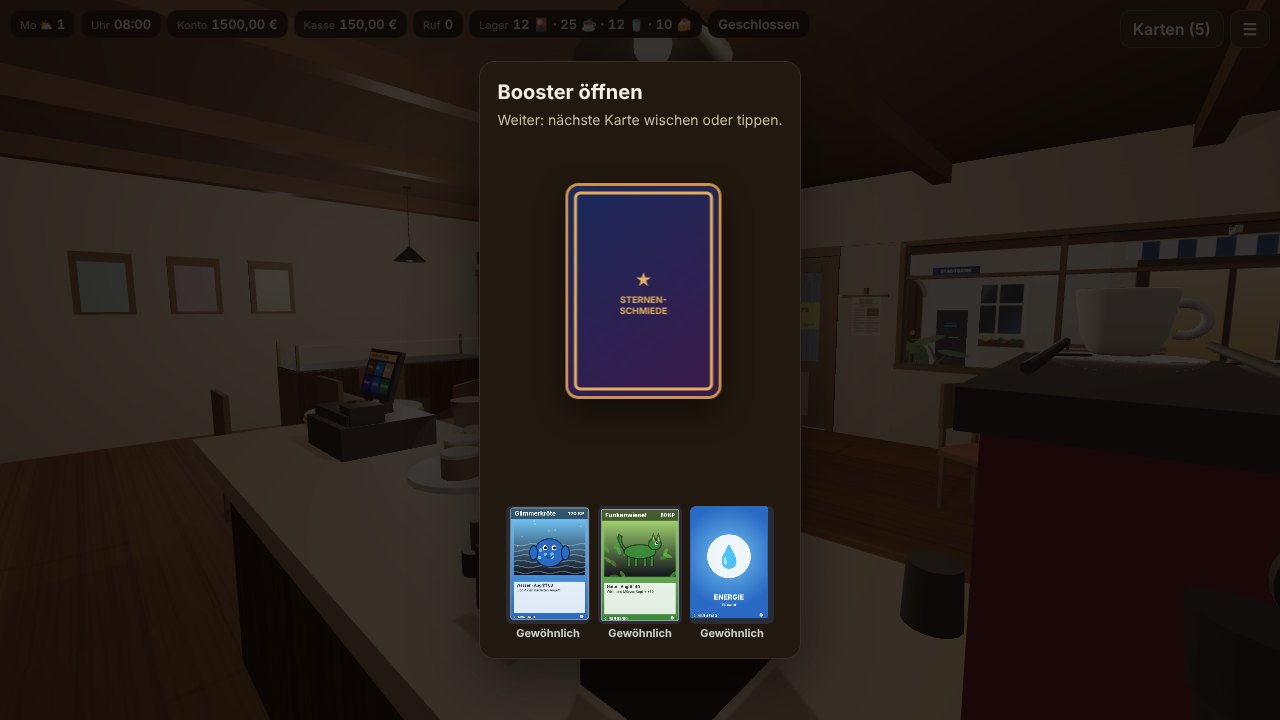 Mo 1
Uhr 08:00
Konto 1500,00 €
Kasse 150,00 €
Ruf 0
Lager 12 · 25 · 12 · 10
Geschlossen
Karten (5)
☰
Booster öffnen
Weiter: nächste Karte wischen oder tippen.
STERNEN-
SCHMIEDE
STADTBANK
Glimmerkröte 120 KP
Funkenwiesel 80 KP
ENERGIE
Wasser
Gewöhnlich
Gewöhnlich
Gewöhnlich